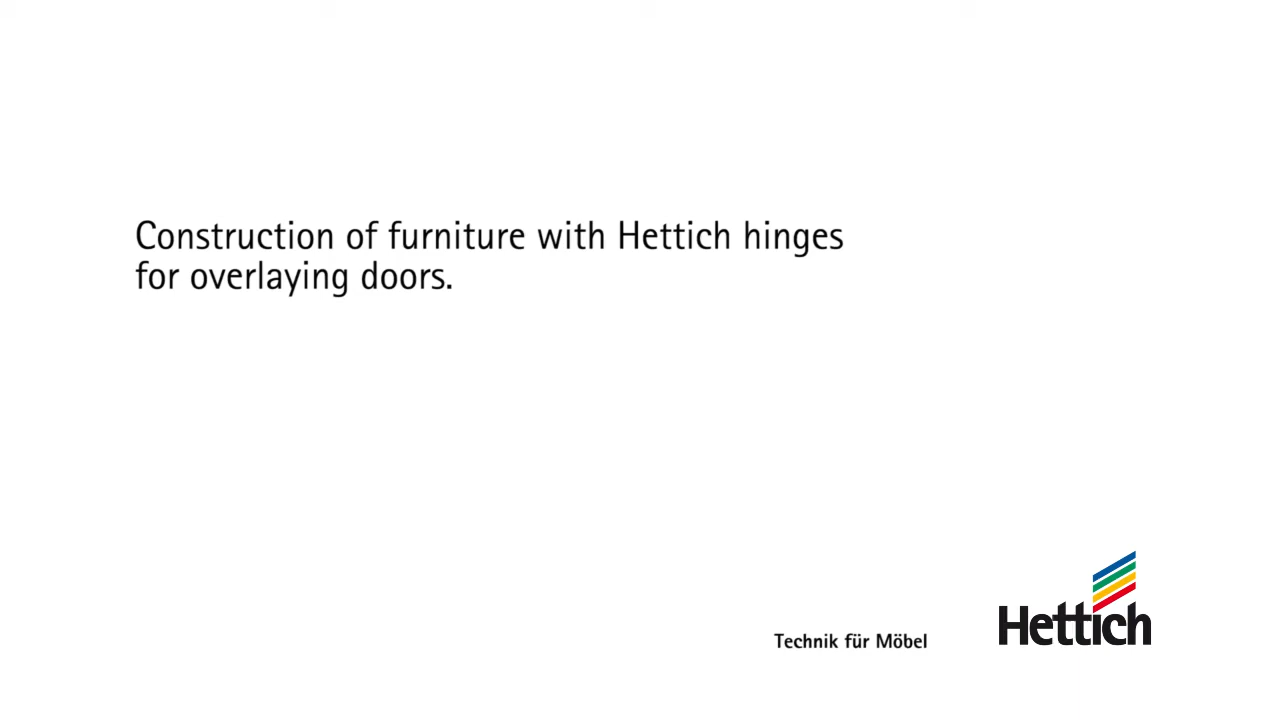 Construction of furniture with Hettich hinges
for overlaying doors.
Technik für Möbel
Hettich